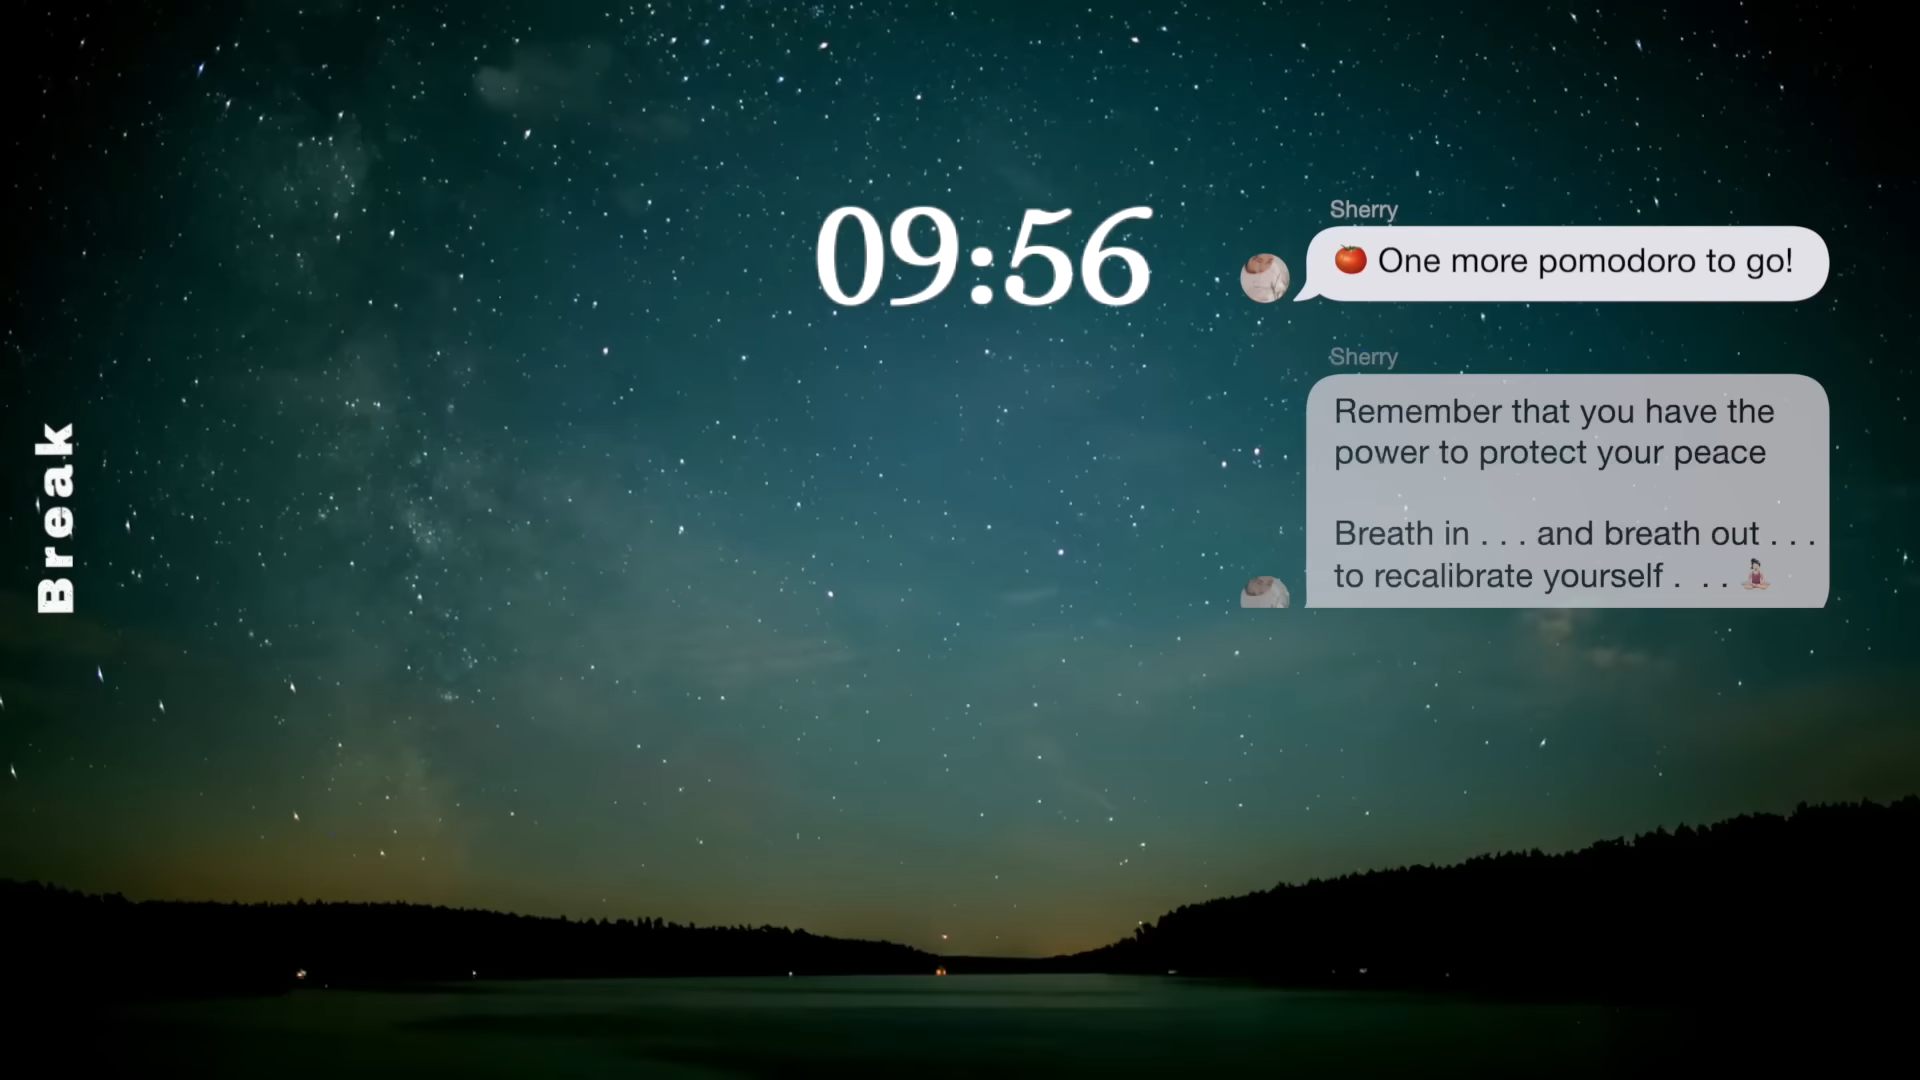 Break
09:56
Sherry
🍅 One more pomodoro to go!
Sherry
Remember that you have the
power to protect your peace
Breath in . . . and breath out . . .
to recalibrate yourself .  . . 🧘🏻‍♀️